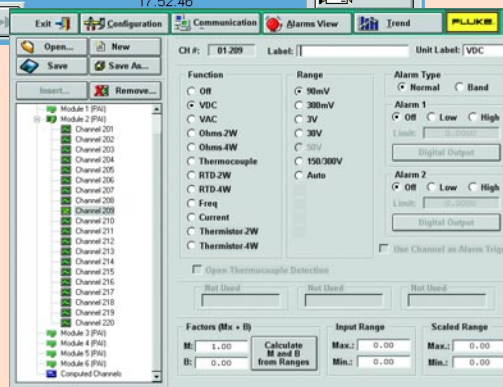 17:52:46
Exit Configuration Communication Alarms View Trend FLUKE
Open... New
Save Save As...
Insert... Remove...
Module 1 (PAI)
Module 2 (PAI)
Channel 201
Channel 202
Channel 203
Channel 204
Channel 205
Channel 206
Channel 207
Channel 208
Channel 209
Channel 210
Channel 211
Channel 212
Channel 213
Channel 214
Channel 215
Channel 216
Channel 217
Channel 218
Channel 219
Channel 220
Module 3 (PAI)
Module 4 (PAI)
Module 5 (PAI)
Module 6 (PAI)
Computed Channels
CH #: 01-209 Label: Unit Label: VDC
Function
Off
VDC
VAC
Ohms-2W
Ohms-4W
Thermocouple
RTD-2W
RTD-4W
Freq
Current
Thermistor-2W
Thermistor-4W
Range
90mV
300mV
3V
30V
50V
150/300V
Auto
Alarm Type
Normal Band
Alarm 1
Off Low High
Limit: 0.0000
Digital Output
Alarm 2
Off Low High
Limit: 0.0000
Digital Output
Use Channel as Alarm Trig
Open Thermocouple Detection
Not Used Not Used Not Used
Factors (Mx + B)
M: 1.00
B: 0.00
Calculate
M and B
from Ranges
Input Range
Max.: 0.00
Min.: 0.00
Scaled Range
Max.: 0.00
Min.: 0.00